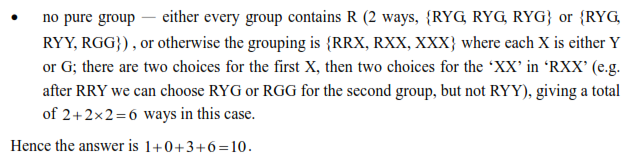 • no pure group — either every group contains R (2 ways, {RYG, RYG, RYG} or {RYG,
RYY, RGG}) , or otherwise the grouping is {RRX, RXX, XXX} where each X is either Y
or G; there are two choices for the first X, then two choices for the ‘XX’ in ‘RXX’ (e.g.
after RRY we can choose RYG or RGG for the second group, but not RYY), giving a total
of 2+2×2=6 ways in this case.
Hence the answer is 1+0+3+6=10.